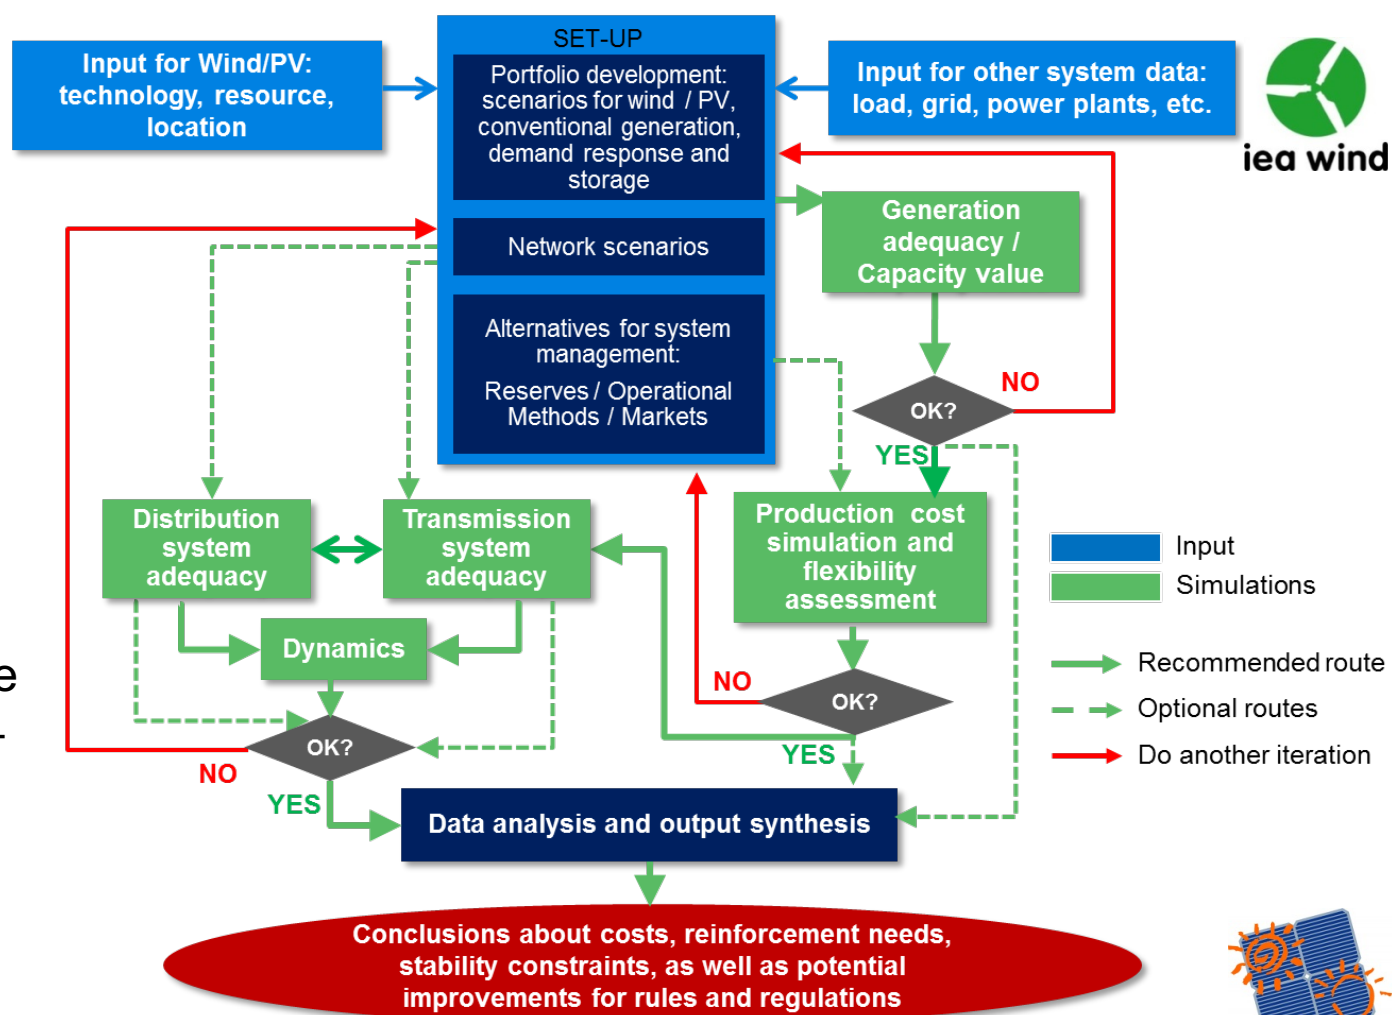 SET-UP
Input for Wind/PV:
technology, resource,
location
Portfolio development:
scenarios for wind / PV,
conventional generation,
demand response and
storage
Input for other system data:
load, grid, power plants, etc.
iea wind
Generation
adequacy /
Capacity value
Network scenarios
Alternatives for system
management:
Reserves / Operational
Methods / Markets
OK?
NO
YES
Distribution
system
adequacy
Transmission
system
adequacy
Production cost
simulation and
flexibility
assessment
Input
Simulations
Dynamics
Recommended route
Optional routes
Do another iteration
e
-
NO
OK?
YES
OK?
NO
YES
Data analysis and output synthesis
Conclusions about costs, reinforcement needs,
stability constraints, as well as potential
improvements for rules and regulations